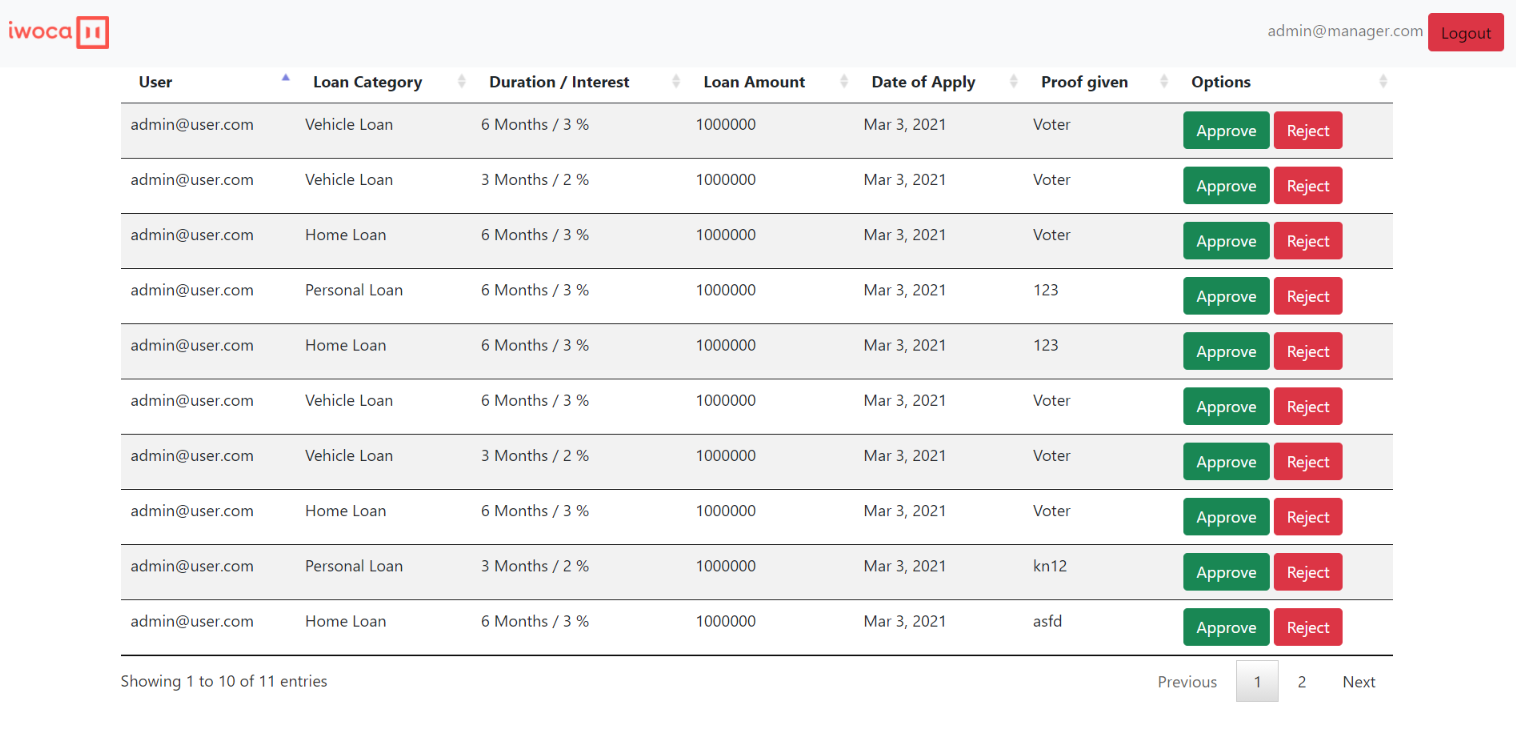 iwoca
admin@manager.com Logout
User Loan Category Duration / Interest Loan Amount Date of Apply Proof given Options
admin@user.com Vehicle Loan 6 Months / 3 % 1000000 Mar 3, 2021 Voter Approve Reject
admin@user.com Vehicle Loan 3 Months / 2 % 1000000 Mar 3, 2021 Voter Approve Reject
admin@user.com Home Loan 6 Months / 3 % 1000000 Mar 3, 2021 Voter Approve Reject
admin@user.com Personal Loan 6 Months / 3 % 1000000 Mar 3, 2021 123 Approve Reject
admin@user.com Home Loan 6 Months / 3 % 1000000 Mar 3, 2021 123 Approve Reject
admin@user.com Vehicle Loan 6 Months / 3 % 1000000 Mar 3, 2021 Voter Approve Reject
admin@user.com Vehicle Loan 3 Months / 2 % 1000000 Mar 3, 2021 Voter Approve Reject
admin@user.com Home Loan 6 Months / 3 % 1000000 Mar 3, 2021 Voter Approve Reject
admin@user.com Personal Loan 3 Months / 2 % 1000000 Mar 3, 2021 kn12 Approve Reject
admin@user.com Home Loan 6 Months / 3 % 1000000 Mar 3, 2021 asfd Approve Reject
Showing 1 to 10 of 11 entries Previous 1 2 Next